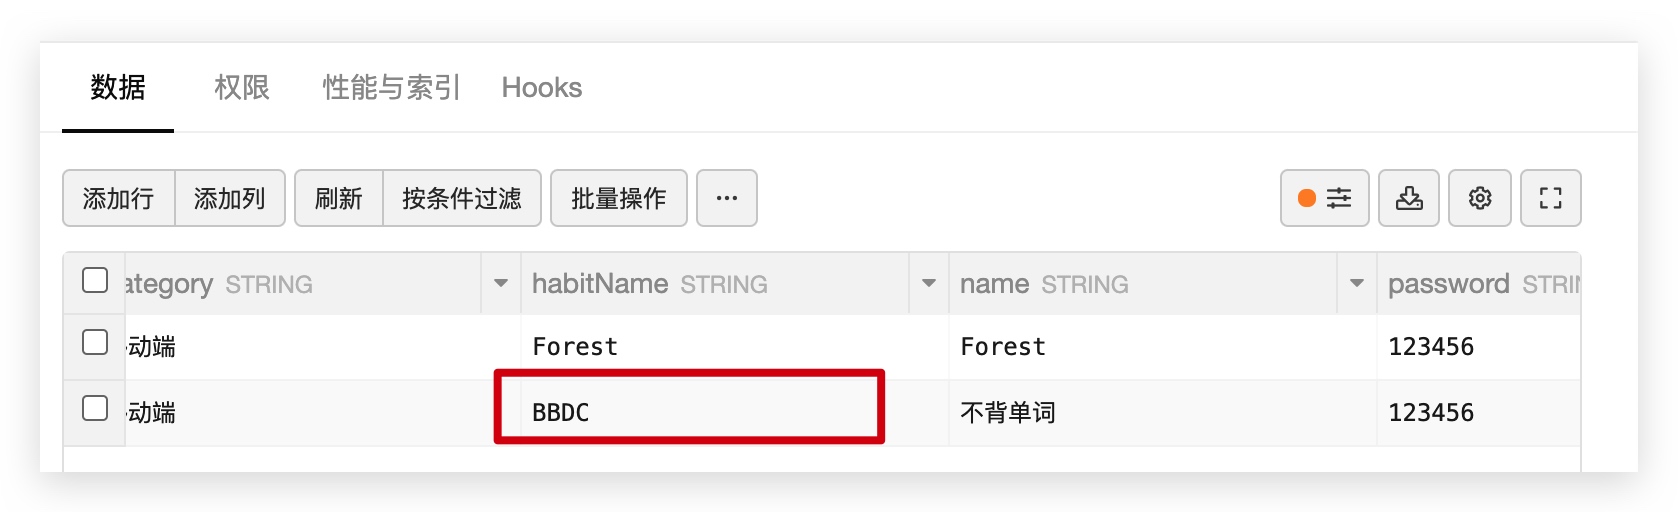 数据 权限 性能与索引 Hooks
添加行 添加列 刷新 按条件过滤 批量操作 ···
ategory STRING habitName STRING name STRING password STRIN
动端 Forest Forest 123456
动端 BBDC 不背单词 123456